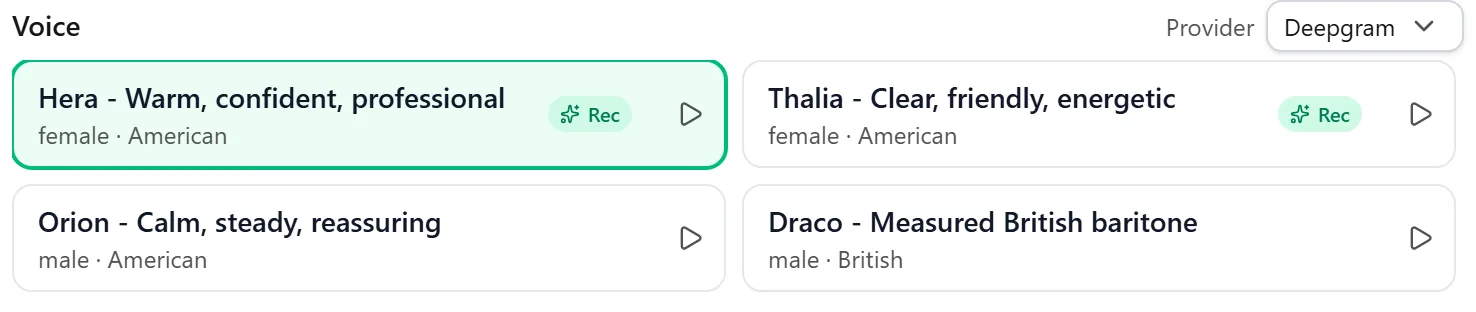 Voice
Provider Deepgram
Hera - Warm, confident, professional
female · American
Rec
Thalia - Clear, friendly, energetic
female · American
Rec
Orion - Calm, steady, reassuring
male · American
Draco - Measured British baritone
male · British